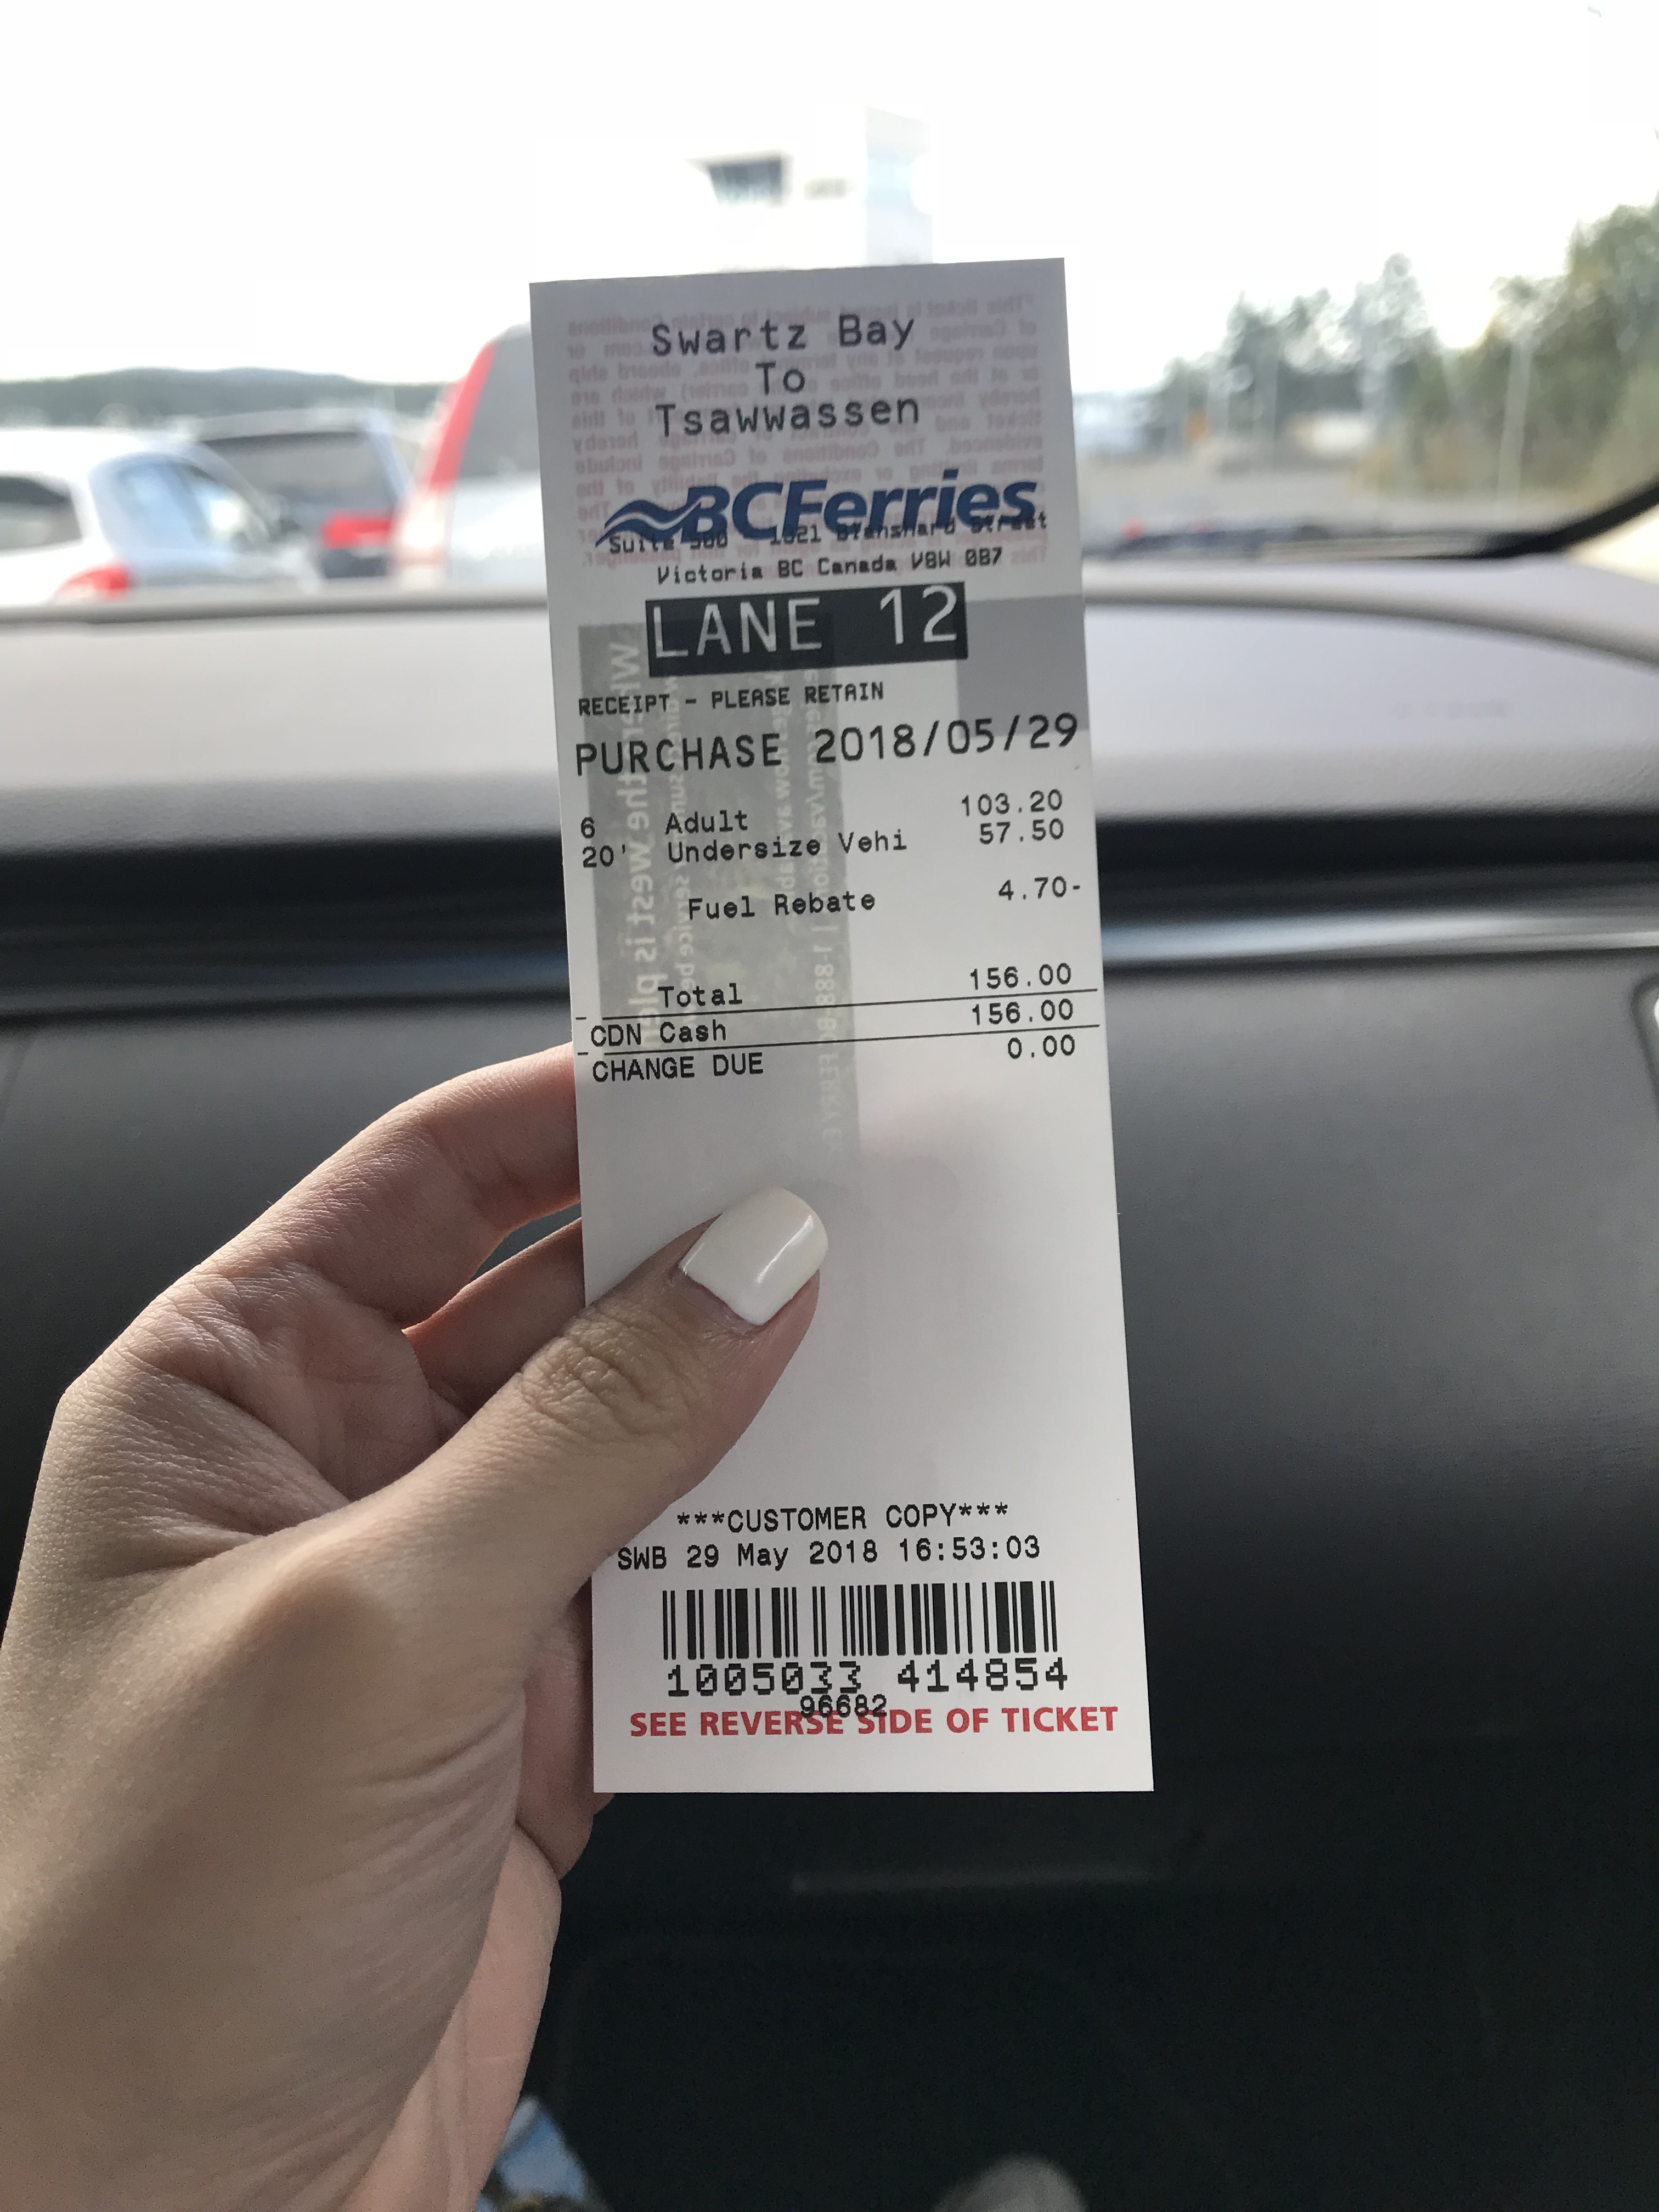 Swartz Bay
To
Tsawwassen
BCFerries
Suite 500 - 1321 Blanshard Street
Victoria BC Canada V8W 0B7
LANE 12
RECEIPT - PLEASE RETAIN
PURCHASE 2018/05/29
6 Adult 103.20
20' Undersize Vehi 57.50
Fuel Rebate 4.70-
Total 156.00
CDN Cash 156.00
CHANGE DUE 0.00
***CUSTOMER COPY***
SWB 29 May 2018 16:53:03
1005033 414854
96682
SEE REVERSE SIDE OF TICKET